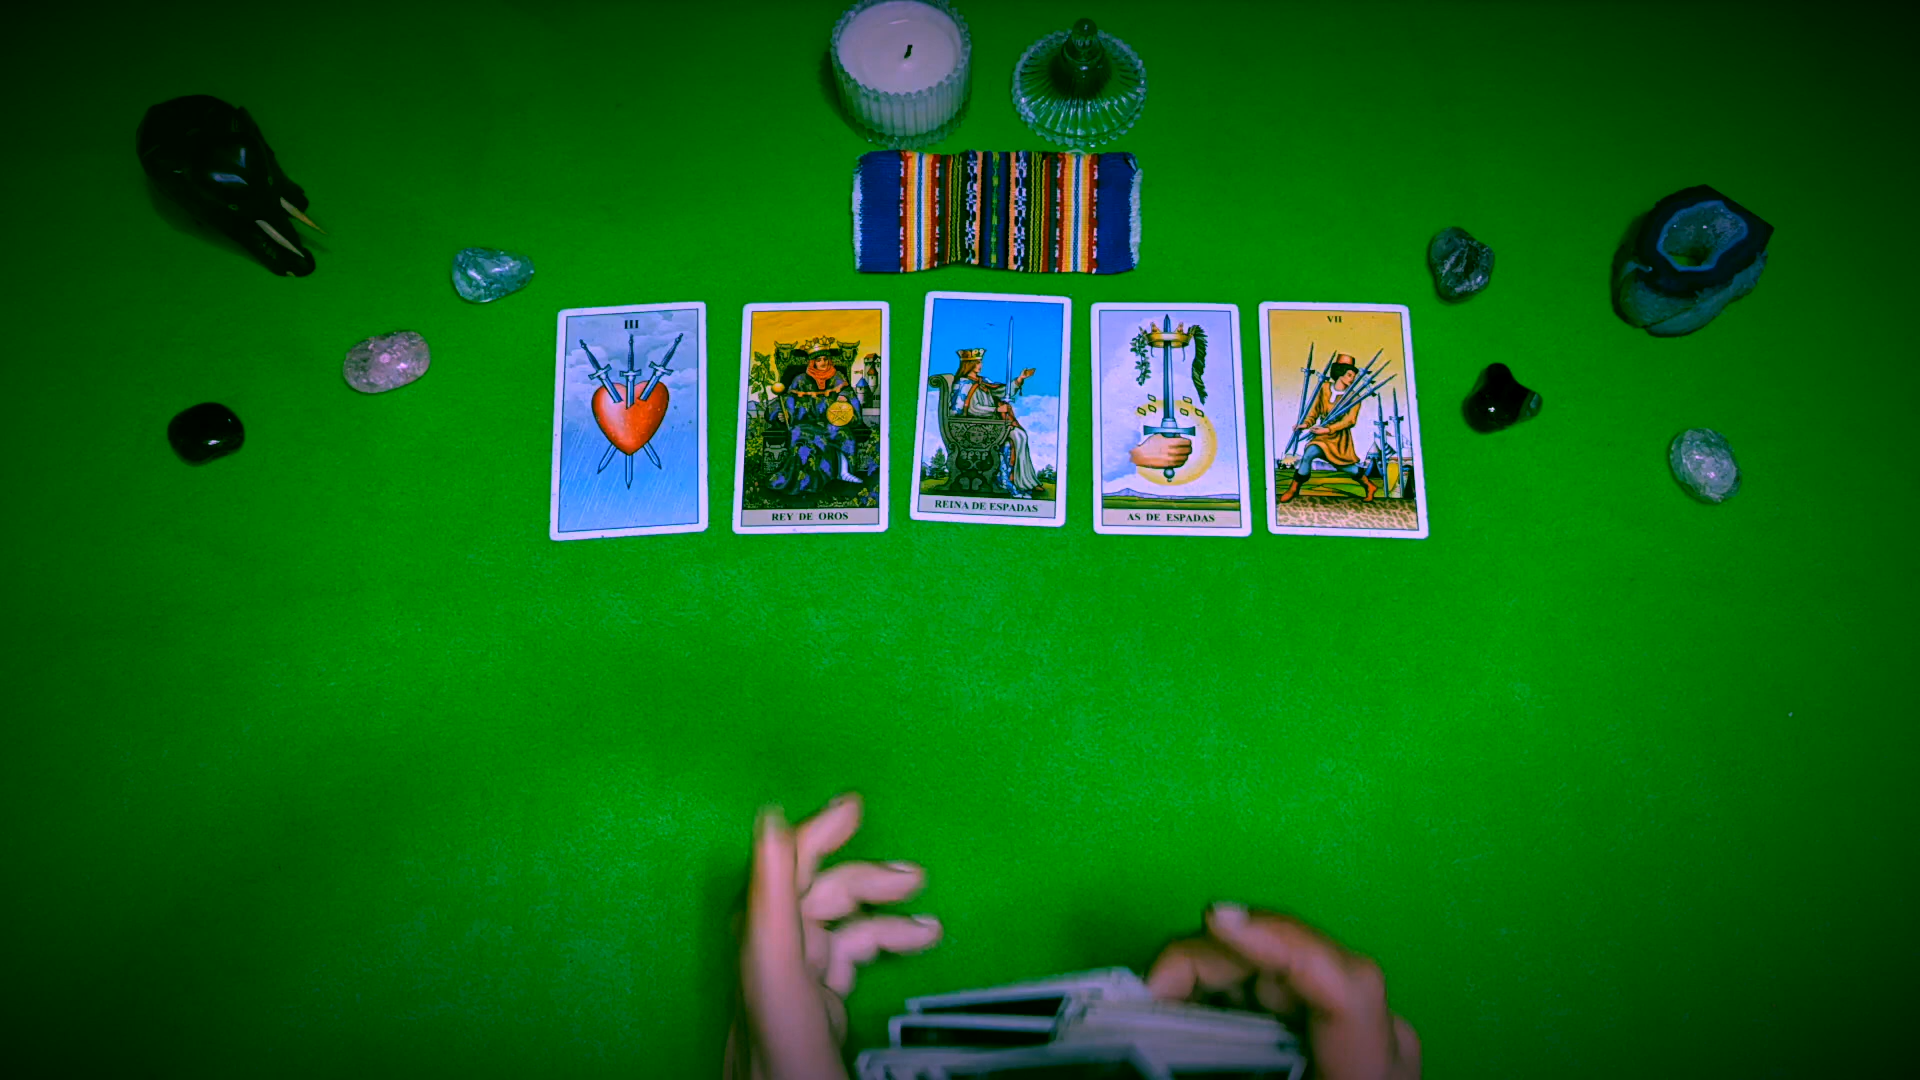 III
REY DE OROS
REINA DE ESPADAS
AS DE ESPADAS
VII